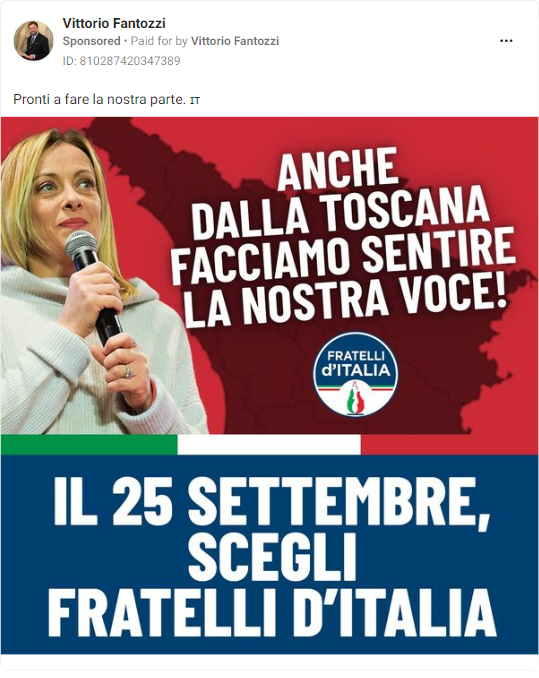 Vittorio Fantozzi
Sponsored • Paid for by Vittorio Fantozzi
ID: 810287420347389
Pronti a fare la nostra parte. IT
ANCHE
DALLA TOSCANA
FACCIAMO SENTIRE
LA NOSTRA VOCE!
FRATELLI
d'ITALIA
IL 25 SETTEMBRE,
SCEGLI
FRATELLI D'ITALIA